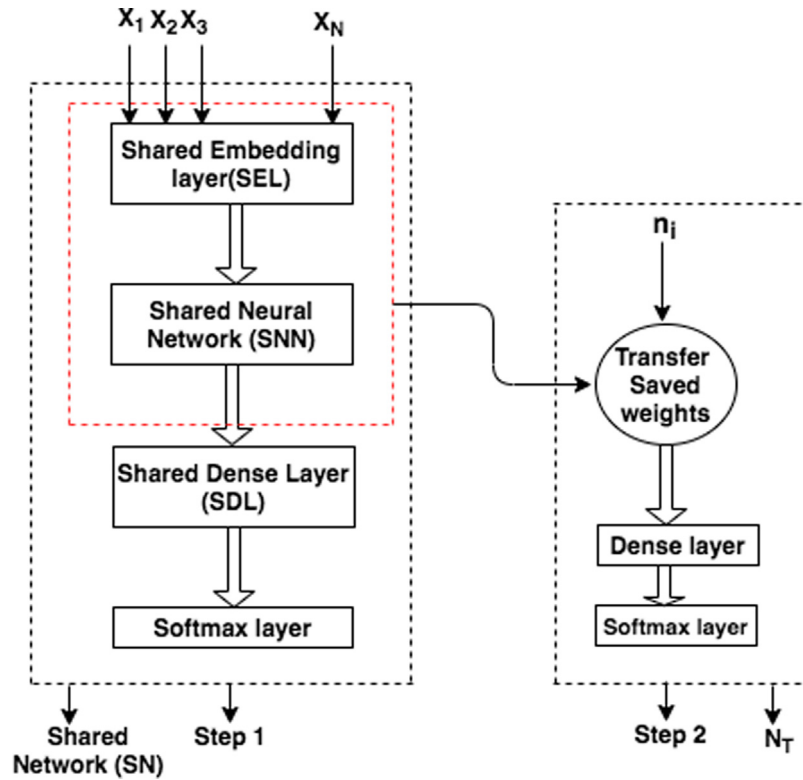 X1 X2 X3 XN
Shared Embedding
layer(SEL)
Shared Neural
Network (SNN)
Shared Dense Layer
(SDL)
Softmax layer
Shared
Network (SN)
Step 1
ni
Transfer
Saved
weights
Dense layer
Softmax layer
Step 2
NT